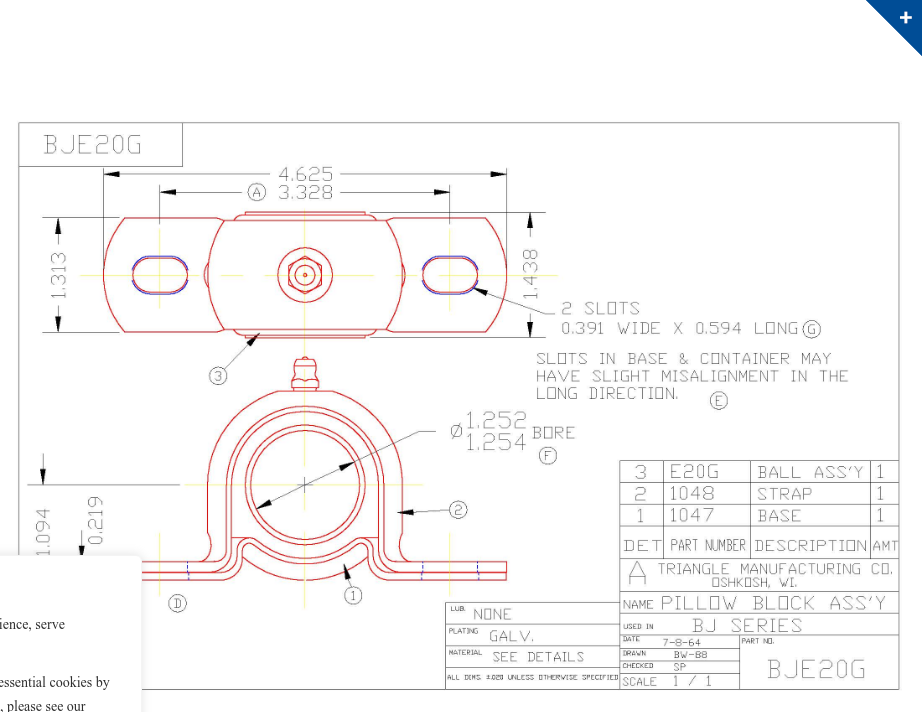 BJE20G
4.625
A 3.328
1.313
1.438
2 SLOTS
0.391 WIDE X 0.594 LONG G
3
SLOTS IN BASE & CONTAINER MAY
HAVE SLIGHT MISALIGNMENT IN THE
LONG DIRECTION.
E
Ø 1.252
1.254 BORE
F
2
1.094
0.219
D
1
3 E20G BALL ASS'Y 1
2 1048 STRAP 1
1 1047 BASE 1
DET PART NUMBER DESCRIPTION AMT
TRIANGLE MANUFACTURING CO.
OSHKOSH, WI.
NAME PILLOW BLOCK ASS'Y
USED IN BJ SERIES
DATE 7-8-64
DRAWN BW-88
CHECKED SP
SCALE 1 / 1
PART NO.
BJE20G
LUB. NONE
PLATING GALV.
MATERIAL SEE DETAILS
ALL DIMS. ±.020 UNLESS OTHERWISE SPECIFIED
ience, serve
essential cookies by
, please see our